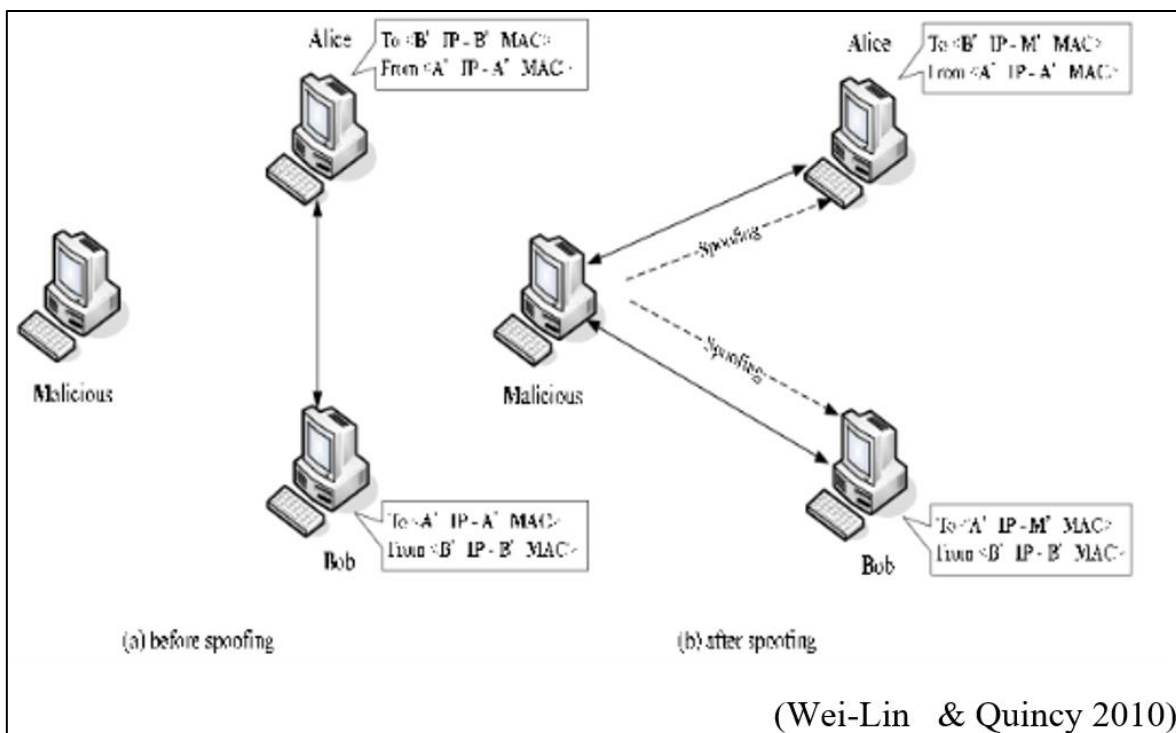 Alice
To <B' IP - B' MAC>
From <A' IP - A' MAC>
Malicious
To <A' IP - A' MAC>
From <B' IP - B' MAC>
Bob
(a) before spoofing
Alice
To <B' IP - M' MAC>
From <A' IP - A' MAC>
Spoofing
Spoofing
Malicious
To <A' IP - M' MAC>
From <B' IP - B' MAC>
Bob
(b) after spoofing
(Wei-Lin & Quincy 2010)